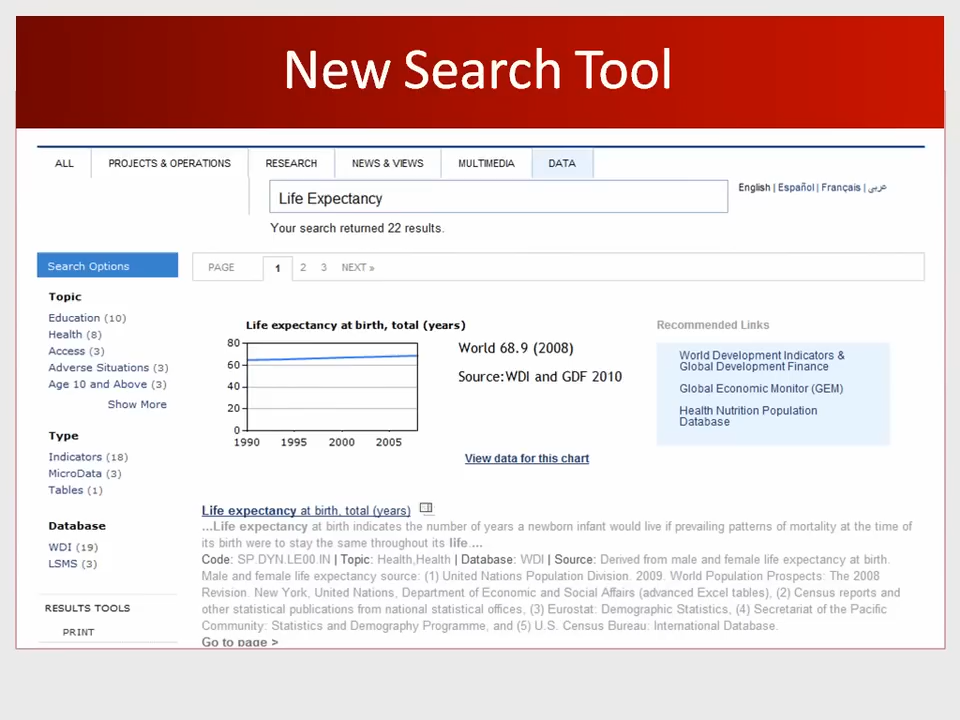 New Search Tool
ALL PROJECTS & OPERATIONS RESEARCH NEWS & VIEWS MULTIMEDIA DATA
Life Expectancy
English | Español | Français | عربي
Your search returned 22 results.
Search Options
PAGE 1 2 3 NEXT »
Topic
Education (10)
Health (8)
Access (3)
Adverse Situations (3)
Age 10 and Above (3)
Show More
Type
Indicators (18)
MicroData (3)
Tables (1)
Database
WDI (19)
LSMS (3)
RESULTS TOOLS
PRINT
Life expectancy at birth, total (years)
80
60
40
20
0
1990 1995 2000 2005
World 68.9 (2008)
Source:WDI and GDF 2010
View data for this chart
Recommended Links
World Development Indicators &
Global Development Finance
Global Economic Monitor (GEM)
Health Nutrition Population
Database
Life expectancy at birth, total (years)
...Life expectancy at birth indicates the number of years a newborn infant would live if prevailing patterns of mortality at the time of
its birth were to stay the same throughout its life....
Code: SP.DYN.LE00.IN | Topic: Health,Health | Database: WDI | Source: Derived from male and female life expectancy at birth.
Male and female life expectancy source: (1) United Nations Population Division. 2009. World Population Prospects: The 2008
Revision. New York, United Nations, Department of Economic and Social Affairs (advanced Excel tables), (2) Census reports and
other statistical publications from national statistical offices, (3) Eurostat: Demographic Statistics, (4) Secretariat of the Pacific
Community: Statistics and Demography Programme, and (5) U.S. Census Bureau: International Database.
Go to page >